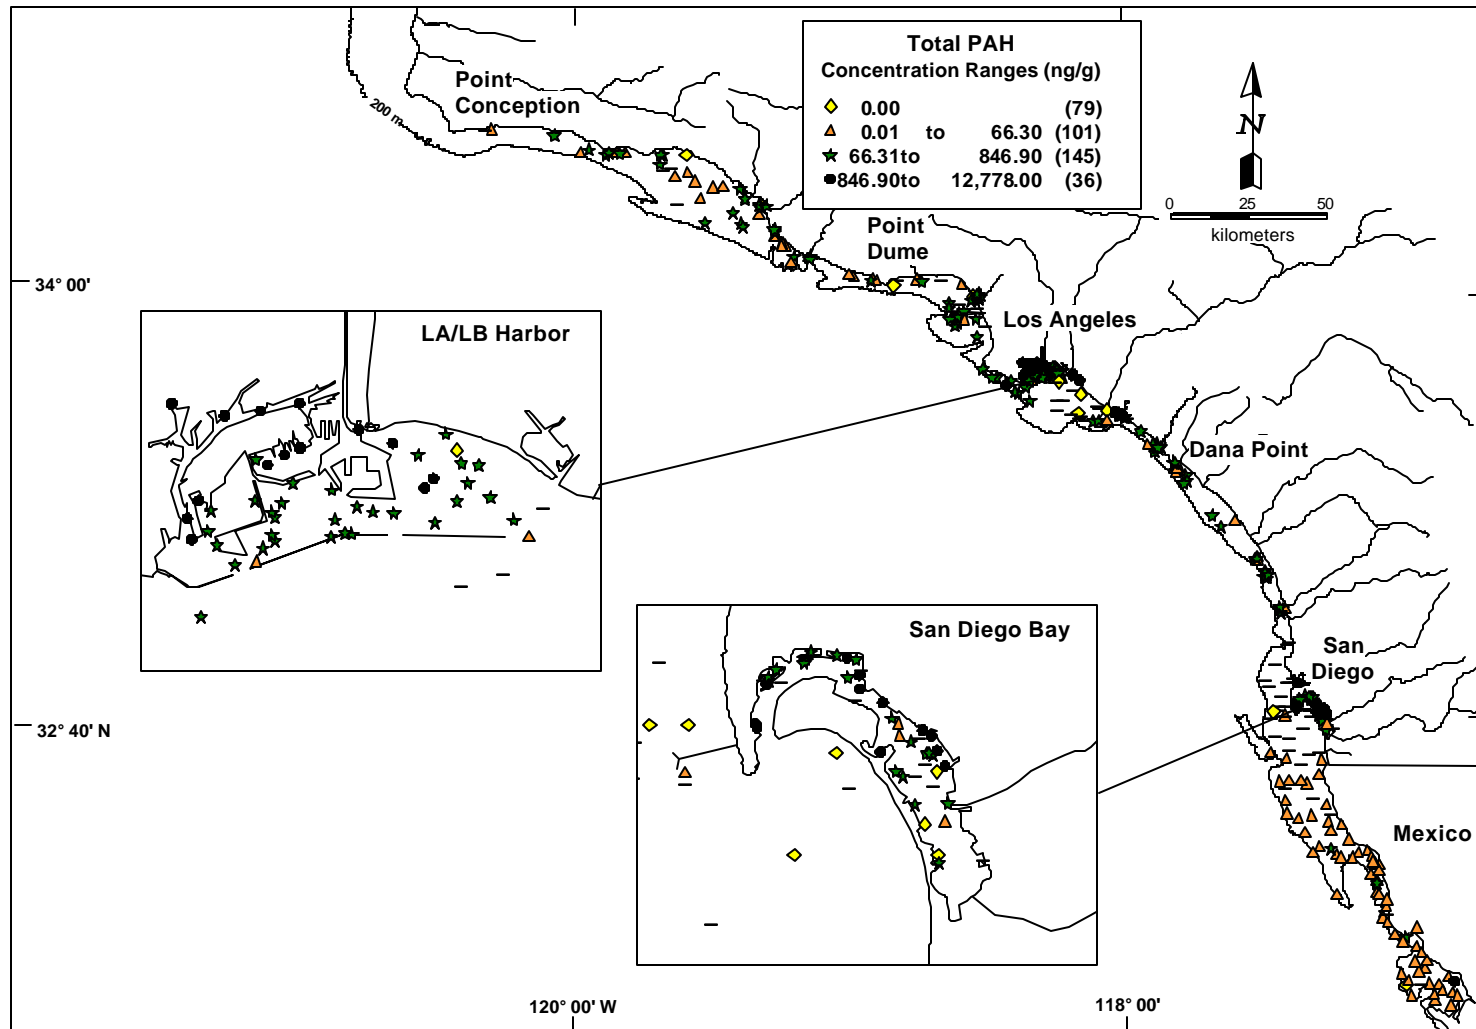 Total PAH
Concentration Ranges (ng/g)
0.00 (79)
0.01 to 66.30 (101)
66.31to 846.90 (145)
846.90to 12,778.00 (36)
N
0 25 50
kilometers
Point
Conception
200 m
Point
Dume
34° 00'
Los Angeles
LA/LB Harbor
Dana Point
San Diego Bay
San
Diego
32° 40' N
Mexico
120° 00' W
118° 00'